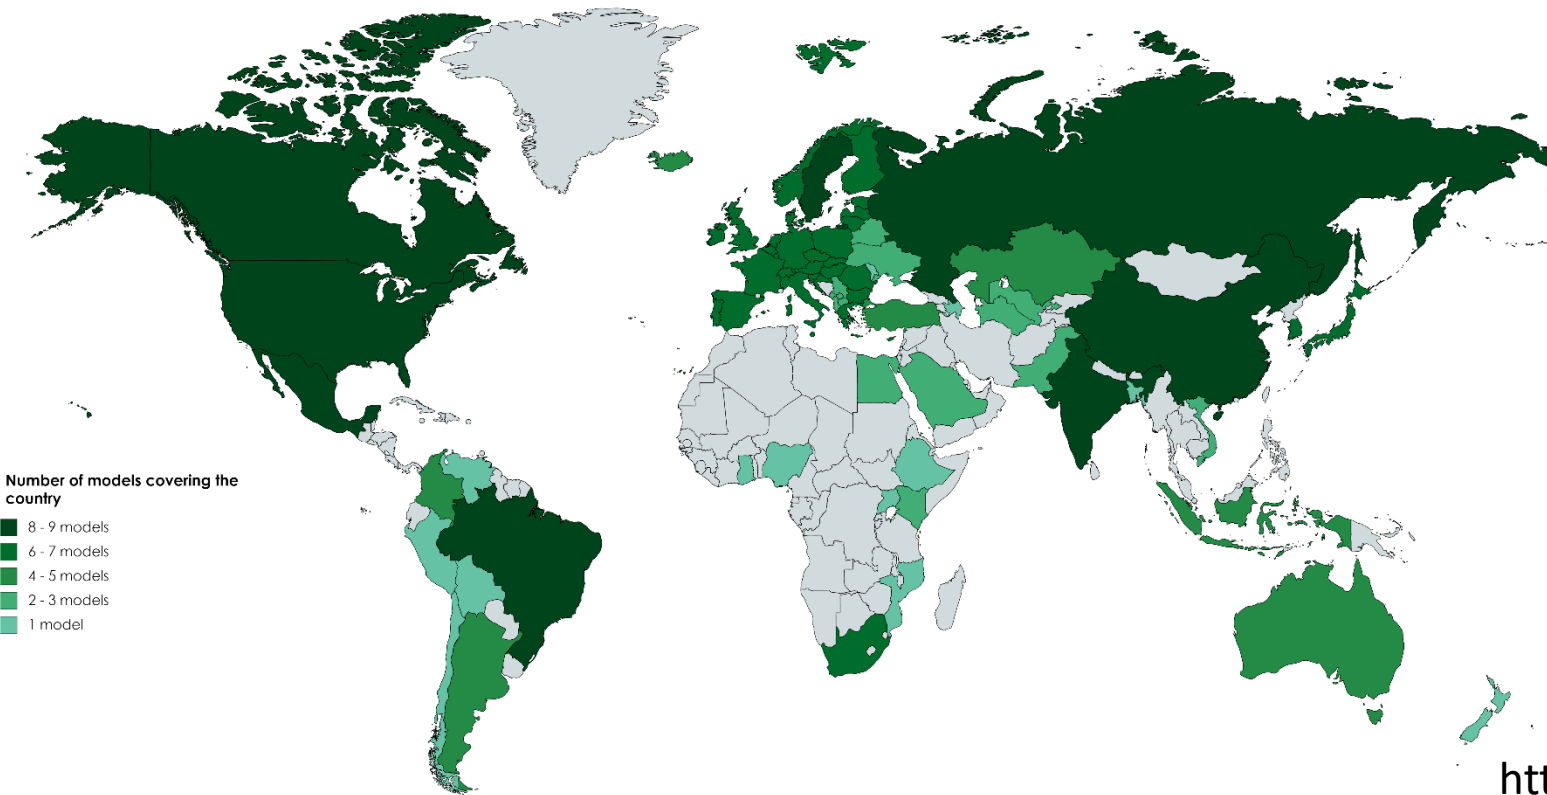 Number of models covering the
country
8 - 9 models
6 - 7 models
4 - 5 models
2 - 3 models
1 model
htt